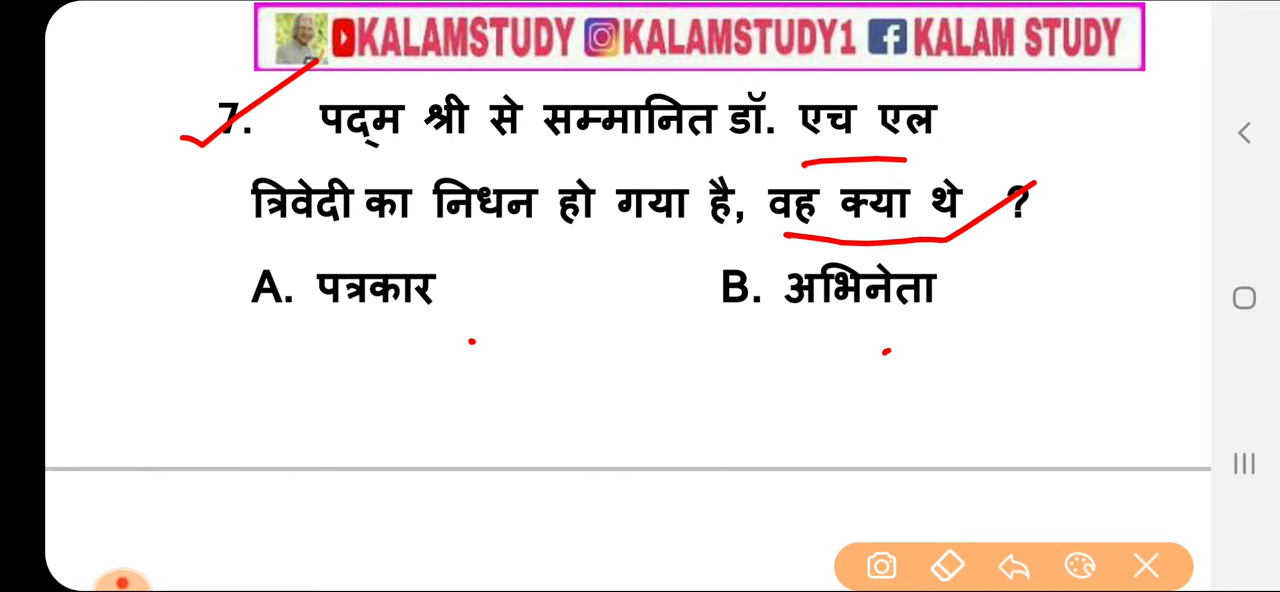 KALAMSTUDY KALAMSTUDY1 KALAM STUDY
7. पद्म श्री से सम्मानित डॉ. एच एल
त्रिवेदी का निधन हो गया है, वह क्या थे ?
A. पत्रकार B. अभिनेता